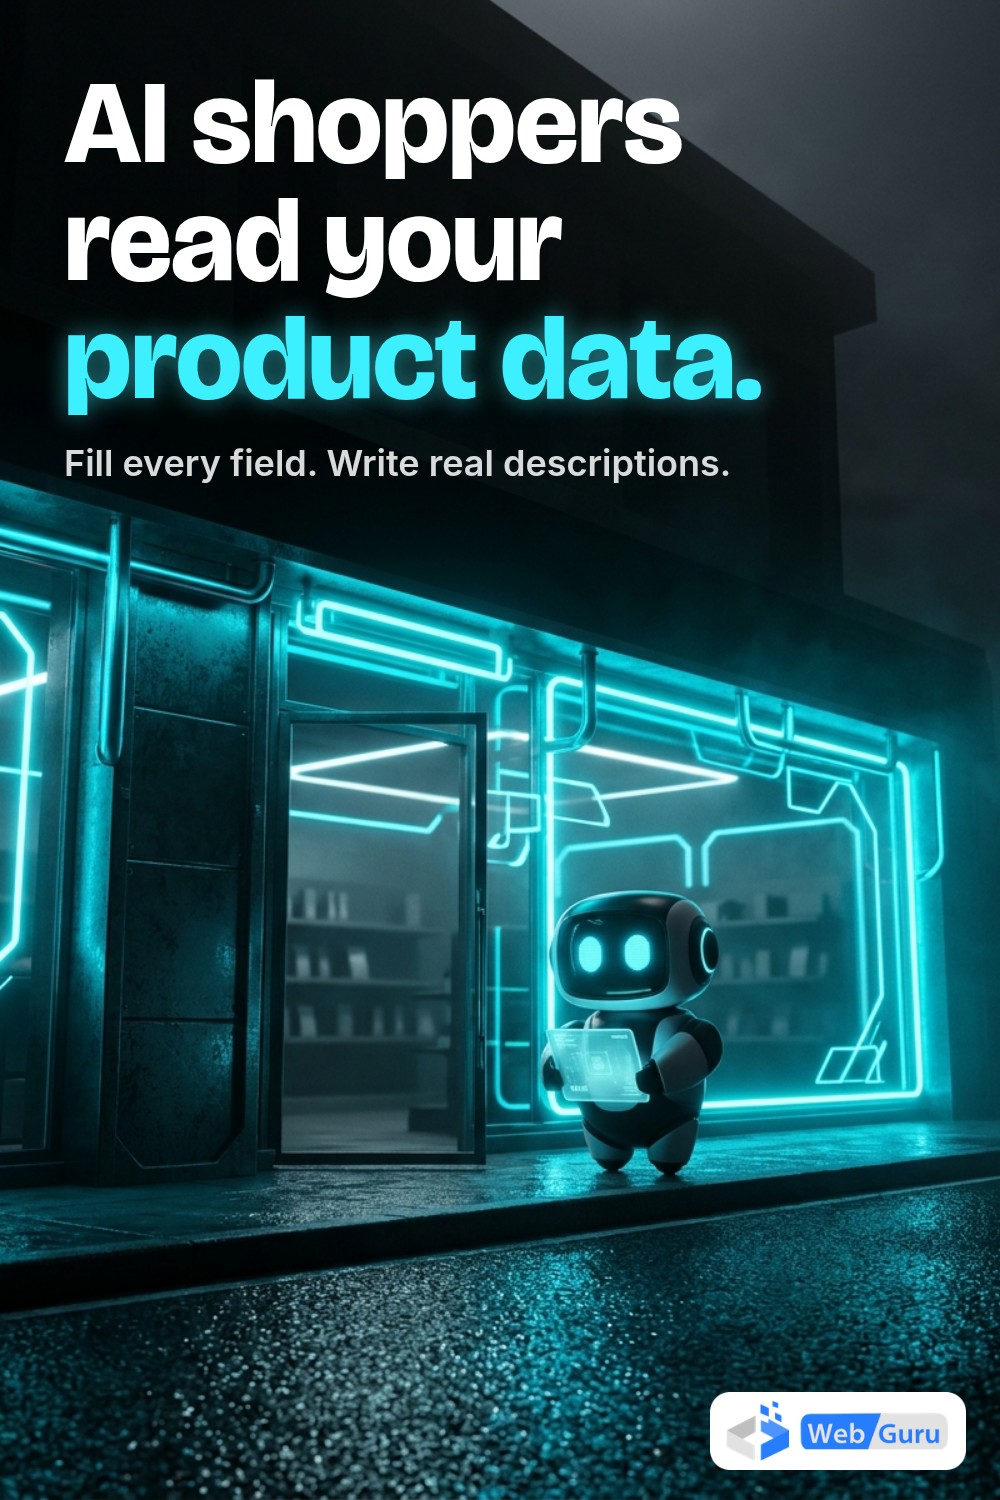 AI shoppers
read your
product data.
Fill every field. Write real descriptions.
Web Guru